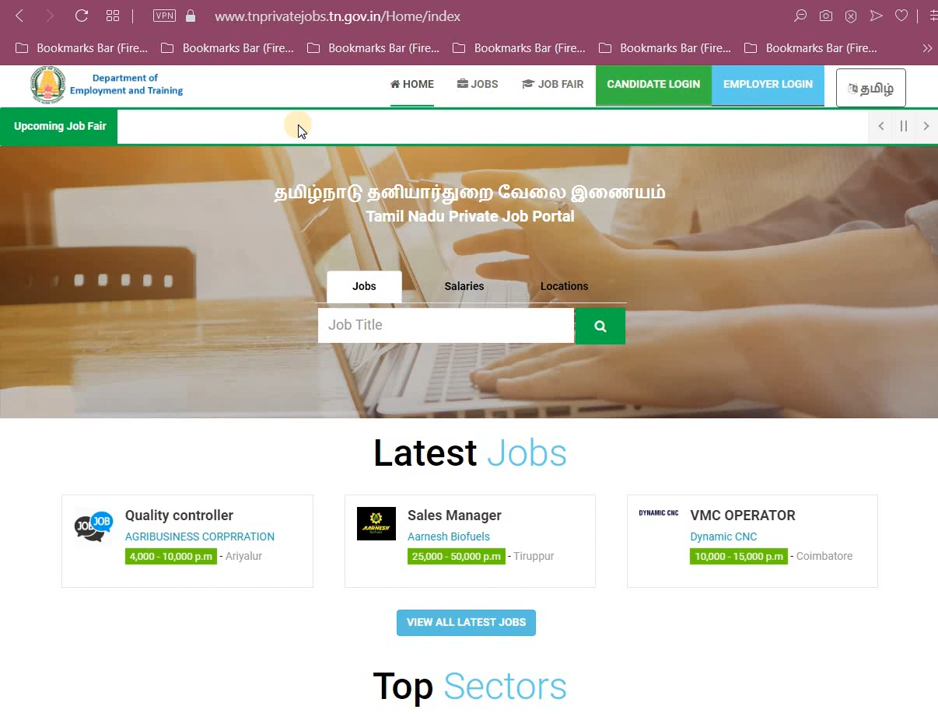 VPN
www.tnprivatejobs.tn.gov.in/Home/index
Bookmarks Bar (Fire...
Bookmarks Bar (Fire...
Bookmarks Bar (Fire...
Bookmarks Bar (Fire...
Bookmarks Bar (Fire...
Bookmarks Bar (Fire...
Department of
Employment and Training
HOME
JOBS
JOB FAIR
CANDIDATE LOGIN
EMPLOYER LOGIN
தமிழ்
Upcoming Job Fair
தமிழ்நாடு தனியார்துறை வேலை இணையம்
Tamil Nadu Private Job Portal
Jobs
Salaries
Locations
Job Title
Latest Jobs
JOB JOB
Quality controller
AGRIBUSINESS CORPRRATION
4,000 - 10,000 p.m - Ariyalur
AARNESH
Sales Manager
Aarnesh Biofuels
25,000 - 50,000 p.m - Tiruppur
DYNAMIC CNC
VMC OPERATOR
Dynamic CNC
10,000 - 15,000 p.m - Coimbatore
VIEW ALL LATEST JOBS
Top Sectors